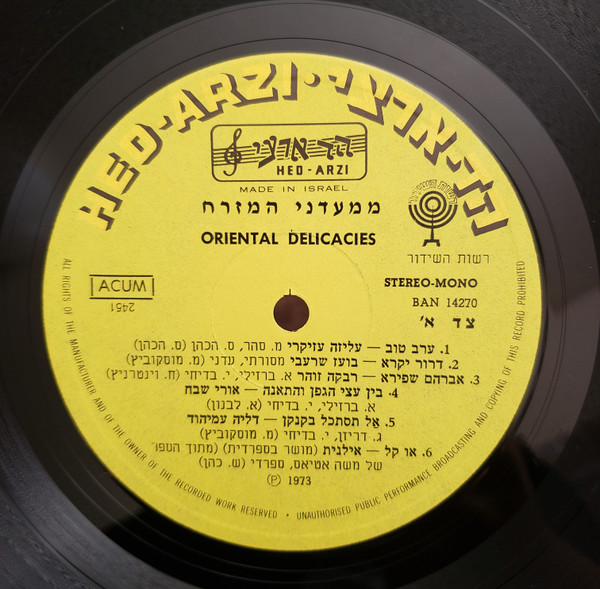 HED-ARZI · הד-ארצי
הד ארצי
HED-ARZI
MADE IN ISRAEL
ממעדני המזרח
ORIENTAL DELICACIES
רשות השידור
ACUM
2451
STEREO-MONO
BAN 14270
צד א'
1. ערב טוב — עליזה עזיקרי מ. סהר, ס. הכהן (ס. הכהן)
2. דרור יקרא — בועז שרעבי מסורתי, עדני (מ. מוסקוביץ)
3. אברהם שפירא — רבקה זוהר א. ברזילי, י. בדיחי (ח. וינטרניץ)
4. בין עצי הגפן והתאנה — אורי שבח
א. ברזילי, י. בדיחי (א. לבנון)
5. אַל תסתכל בקנקן — דליה עמיהוד
ג. דריזן, י. בדיחי (מ. מוסקוביץ)
6. או קל — אילנית (מושר בספרדית) (מתוך הספר
של משה אטיאס, ספרדי (ש. כהן)
Ⓟ 1973
ALL RIGHTS OF THE MANUFACTURER AND OF THE OWNER OF THE RECORDED WORK RESERVED • UNAUTHORISED PUBLIC PERFORMANCE BROADCASTING AND COPYING OF THIS RECORD PROHIBITED